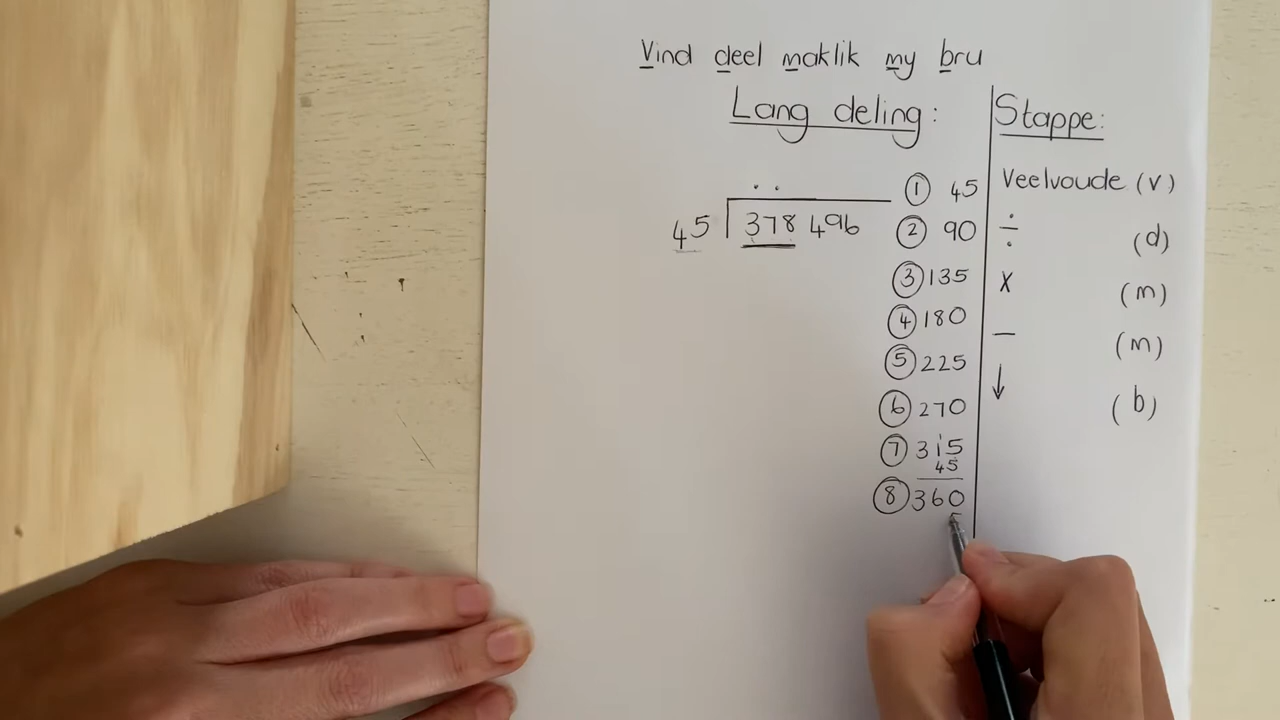 Vind deel maklik my bru
Lang deling:
45 378 496
① 45
② 90
③ 135
④ 180
⑤ 225
⑥ 270
⑦ 315
45
⑧ 360
Stappe:
Veelvoude (v)
÷ (d)
x (m)
— (m)
↓ (b)